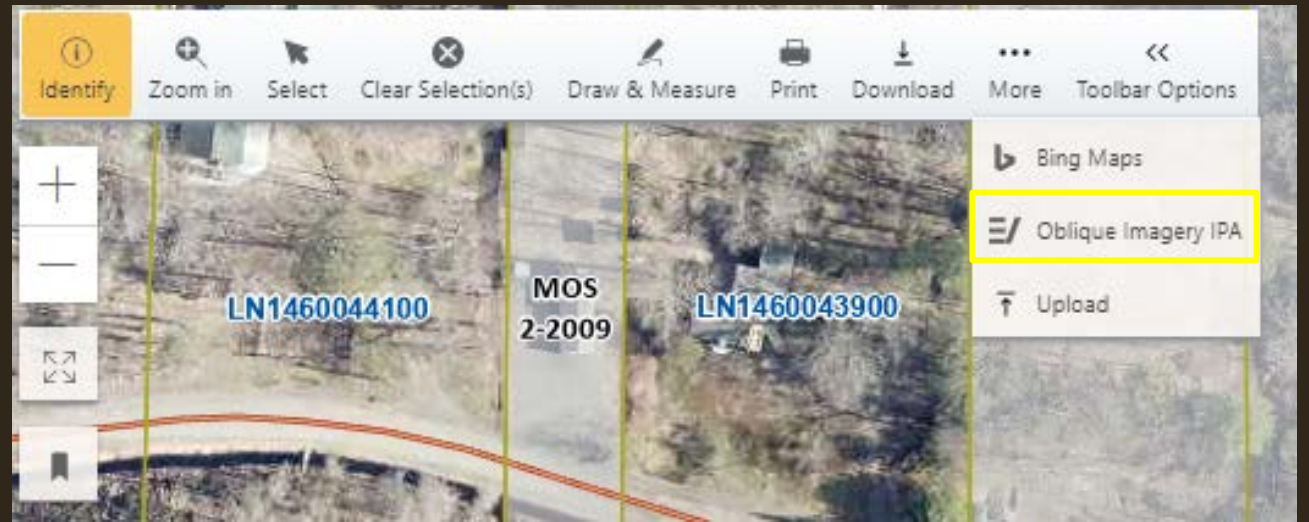 Identify Zoom in Select Clear Selection(s) Draw & Measure Print Download More Toolbar Options
Bing Maps
Oblique Imagery IPA
Upload
LN1460044100
MOS
2-2009
LN1460043900